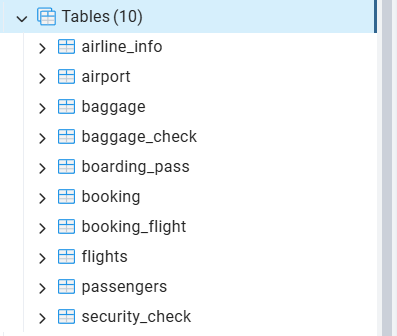 Tables (10)
airline_info
airport
baggage
baggage_check
boarding_pass
booking
booking_flight
flights
passengers
security_check